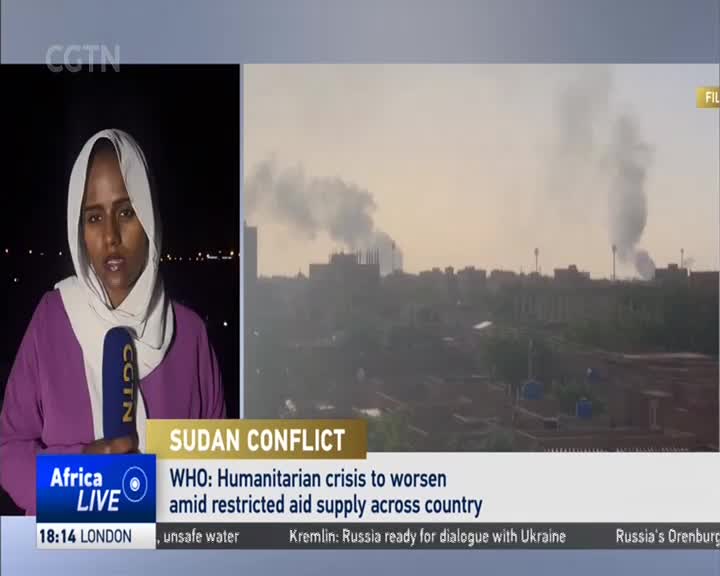 CGTN
FIL
CGTN
SUDAN CONFLICT
WHO: Humanitarian crisis to worsen
amid restricted aid supply across country
Africa
LIVE
18:14 LONDON
, unsafe water Kremlin: Russia ready for dialogue with Ukraine Russia's Orenburg